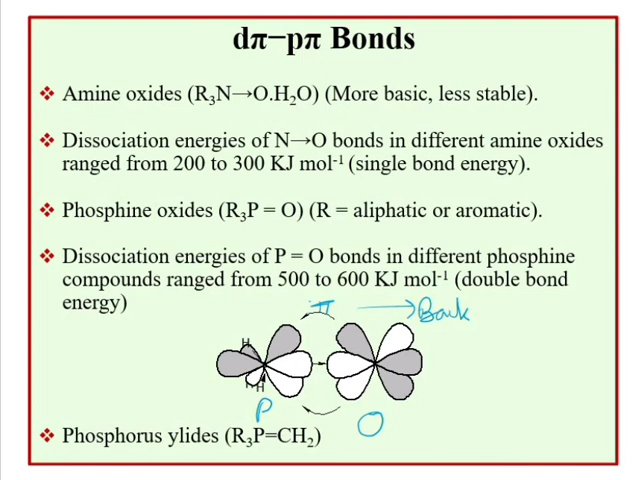 dπ−pπ Bonds
❖ Amine oxides (R₃N→O.H₂O) (More basic, less stable).
❖ Dissociation energies of N→O bonds in different amine oxides
ranged from 200 to 300 KJ mol⁻¹ (single bond energy).
❖ Phosphine oxides (R₃P = O) (R = aliphatic or aromatic).
❖ Dissociation energies of P = O bonds in different phosphine
compounds ranged from 500 to 600 KJ mol⁻¹ (double bond
energy)
π → Back
H
H H
P O
❖ Phosphorus ylides (R₃P=CH₂)